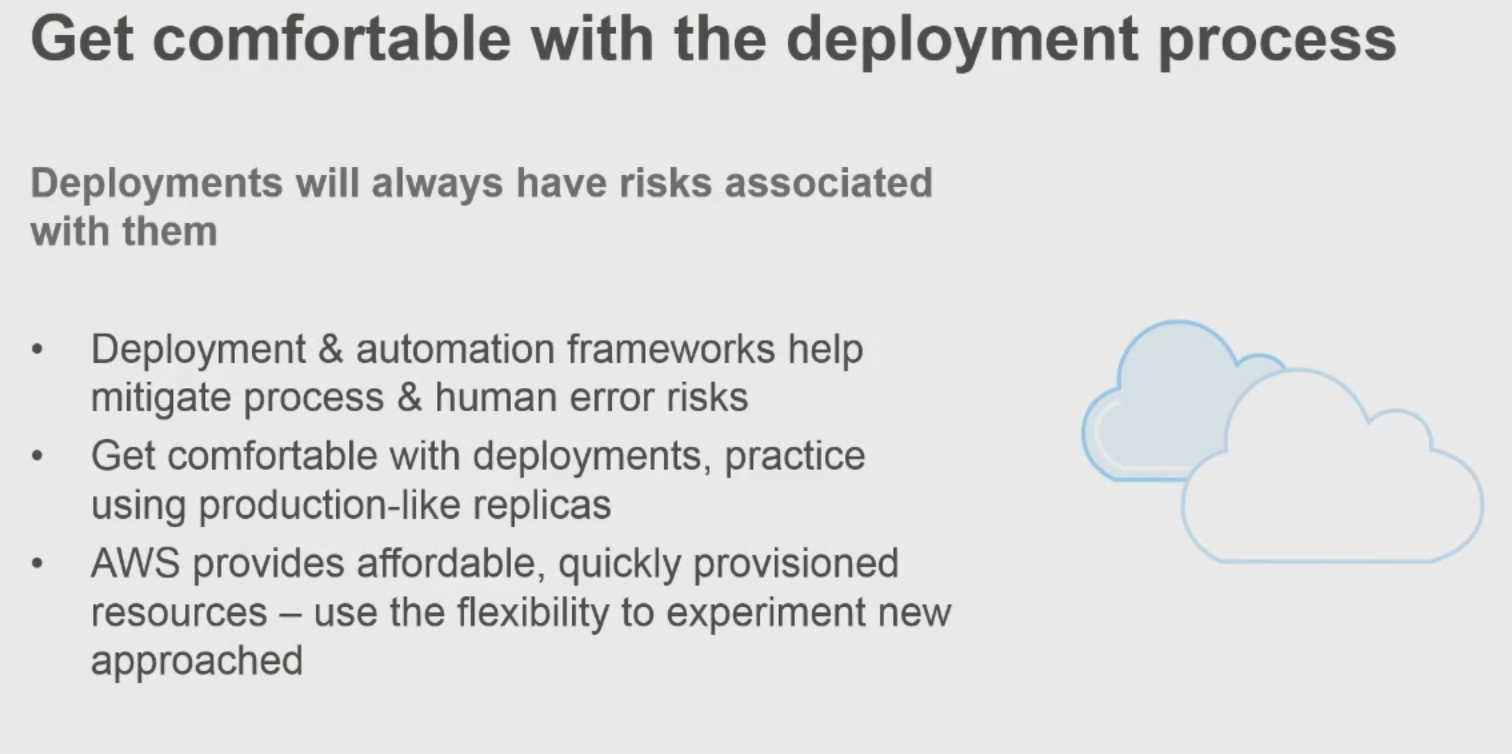 Get comfortable with the deployment process
Deployments will always have risks associated
with them
• Deployment & automation frameworks help
mitigate process & human error risks
• Get comfortable with deployments, practice
using production-like replicas
• AWS provides affordable, quickly provisioned
resources – use the flexibility to experiment new
approached